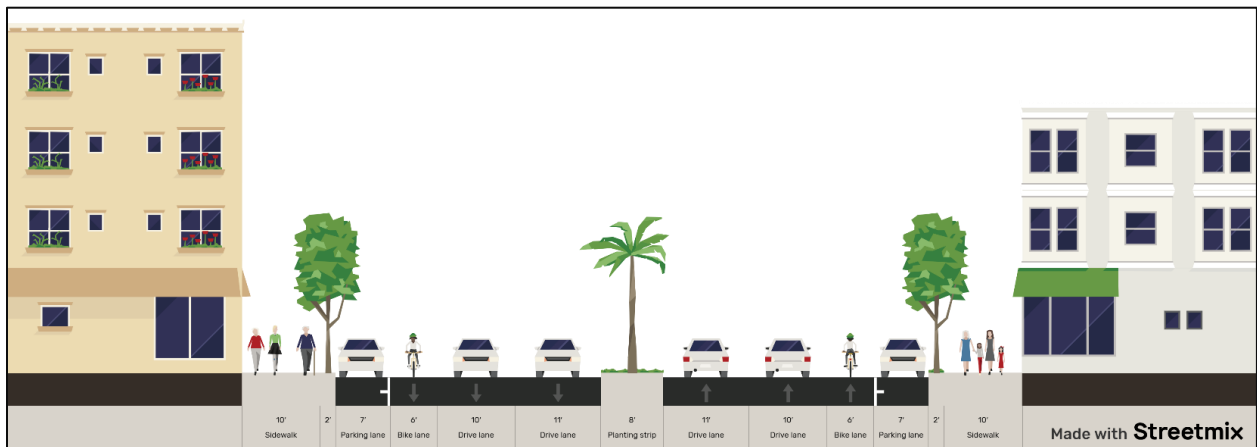 10' 2' 7' 6' 10' 11' 8' 11' 10' 6' 7' 2' 10'
Sidewalk Parking lane Bike lane Drive lane Drive lane Planting strip Drive lane Drive lane Bike lane Parking lane Sidewalk
Made with Streetmix